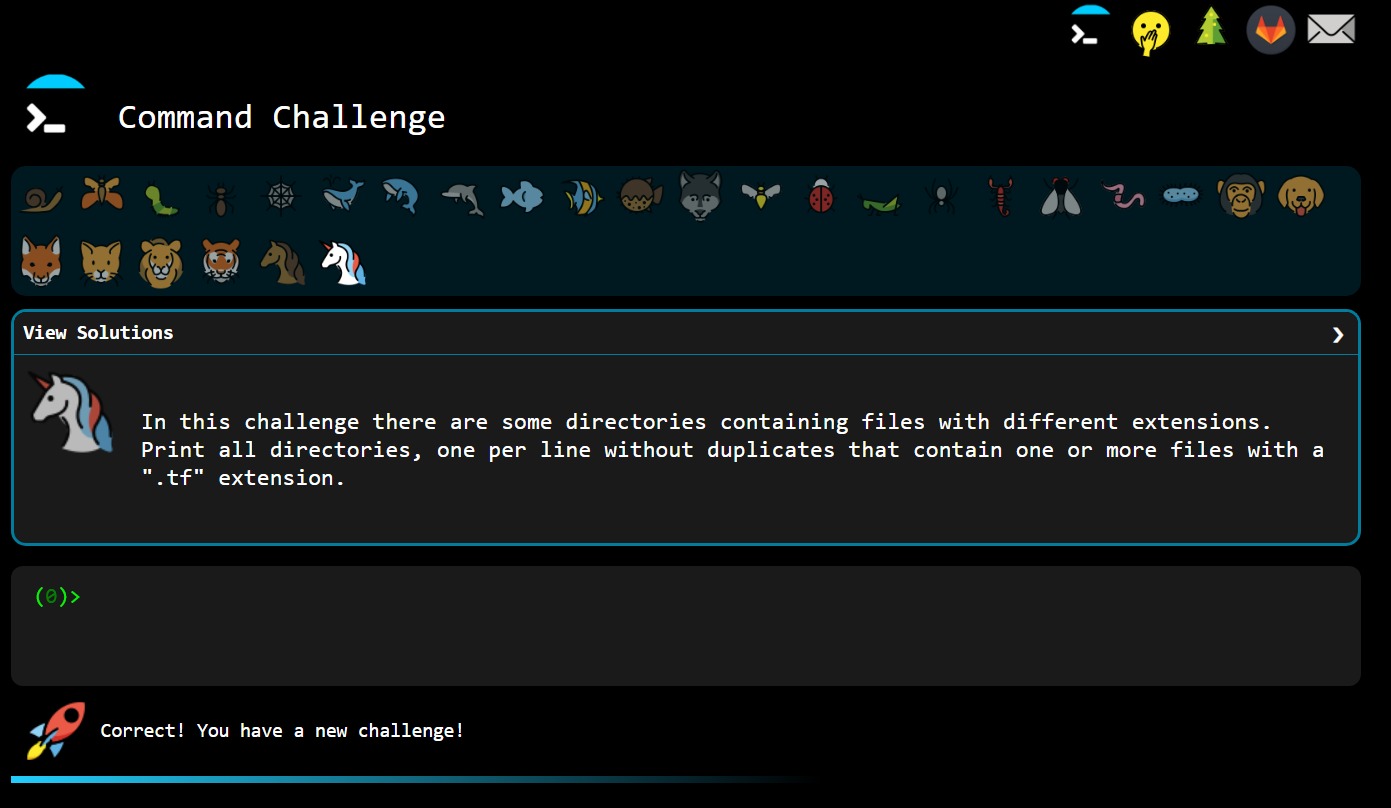 Command Challenge
View Solutions
In this challenge there are some directories containing files with different extensions.
Print all directories, one per line without duplicates that contain one or more files with a
".tf" extension.
(0)>
Correct! You have a new challenge!